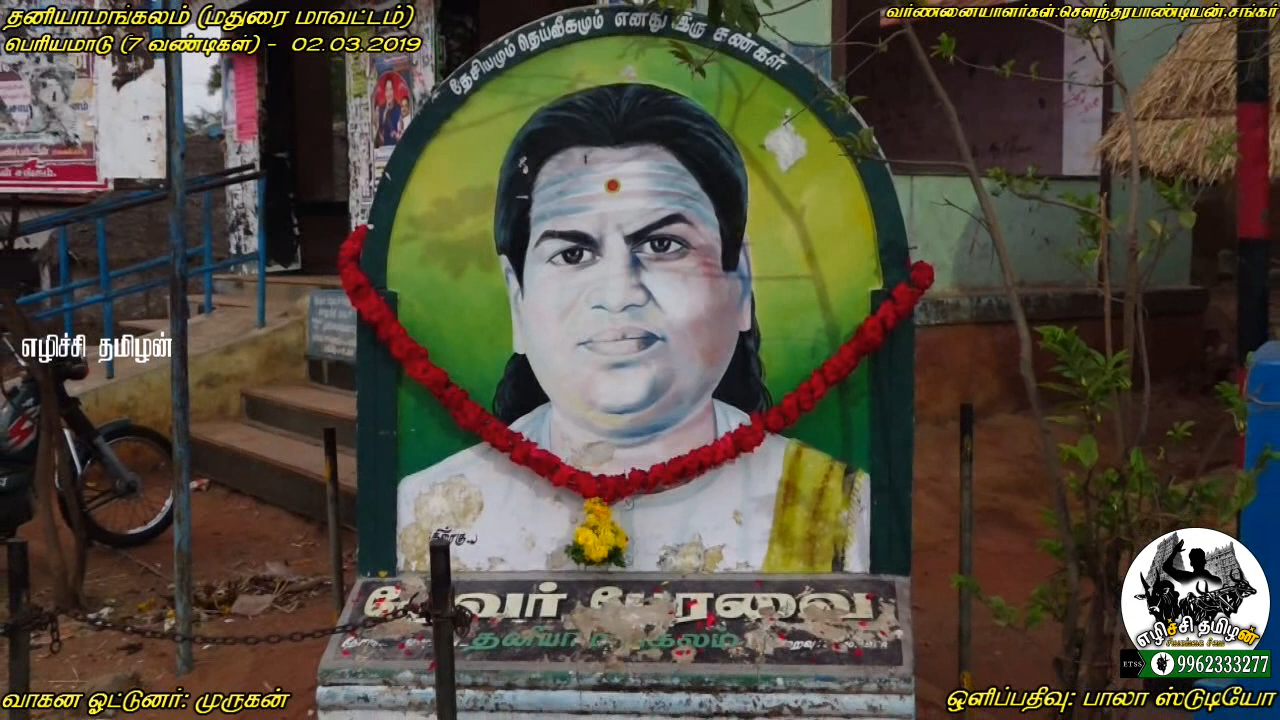 தனியாமங்கலம் (மதுரை மாவட்டம்)
பெரியமாடு (7 வண்டிகள்) - 02.03.2019
வர்ணனையாளர்கள்:சௌந்தரபாண்டியன்.சங்கர்
தேசியமும் தெய்வீகமும் எனது இரு கண்கள்
எழிச்சி தமிழன்
தேவர் பேரவை
தனியாமங்கலம்
எழிச்சி தமிழன்
ETSS 9962333277
வாகன ஓட்டுனர்: முருகன்
ஒளிப்பதிவு: பாலா ஸ்டுடியோ